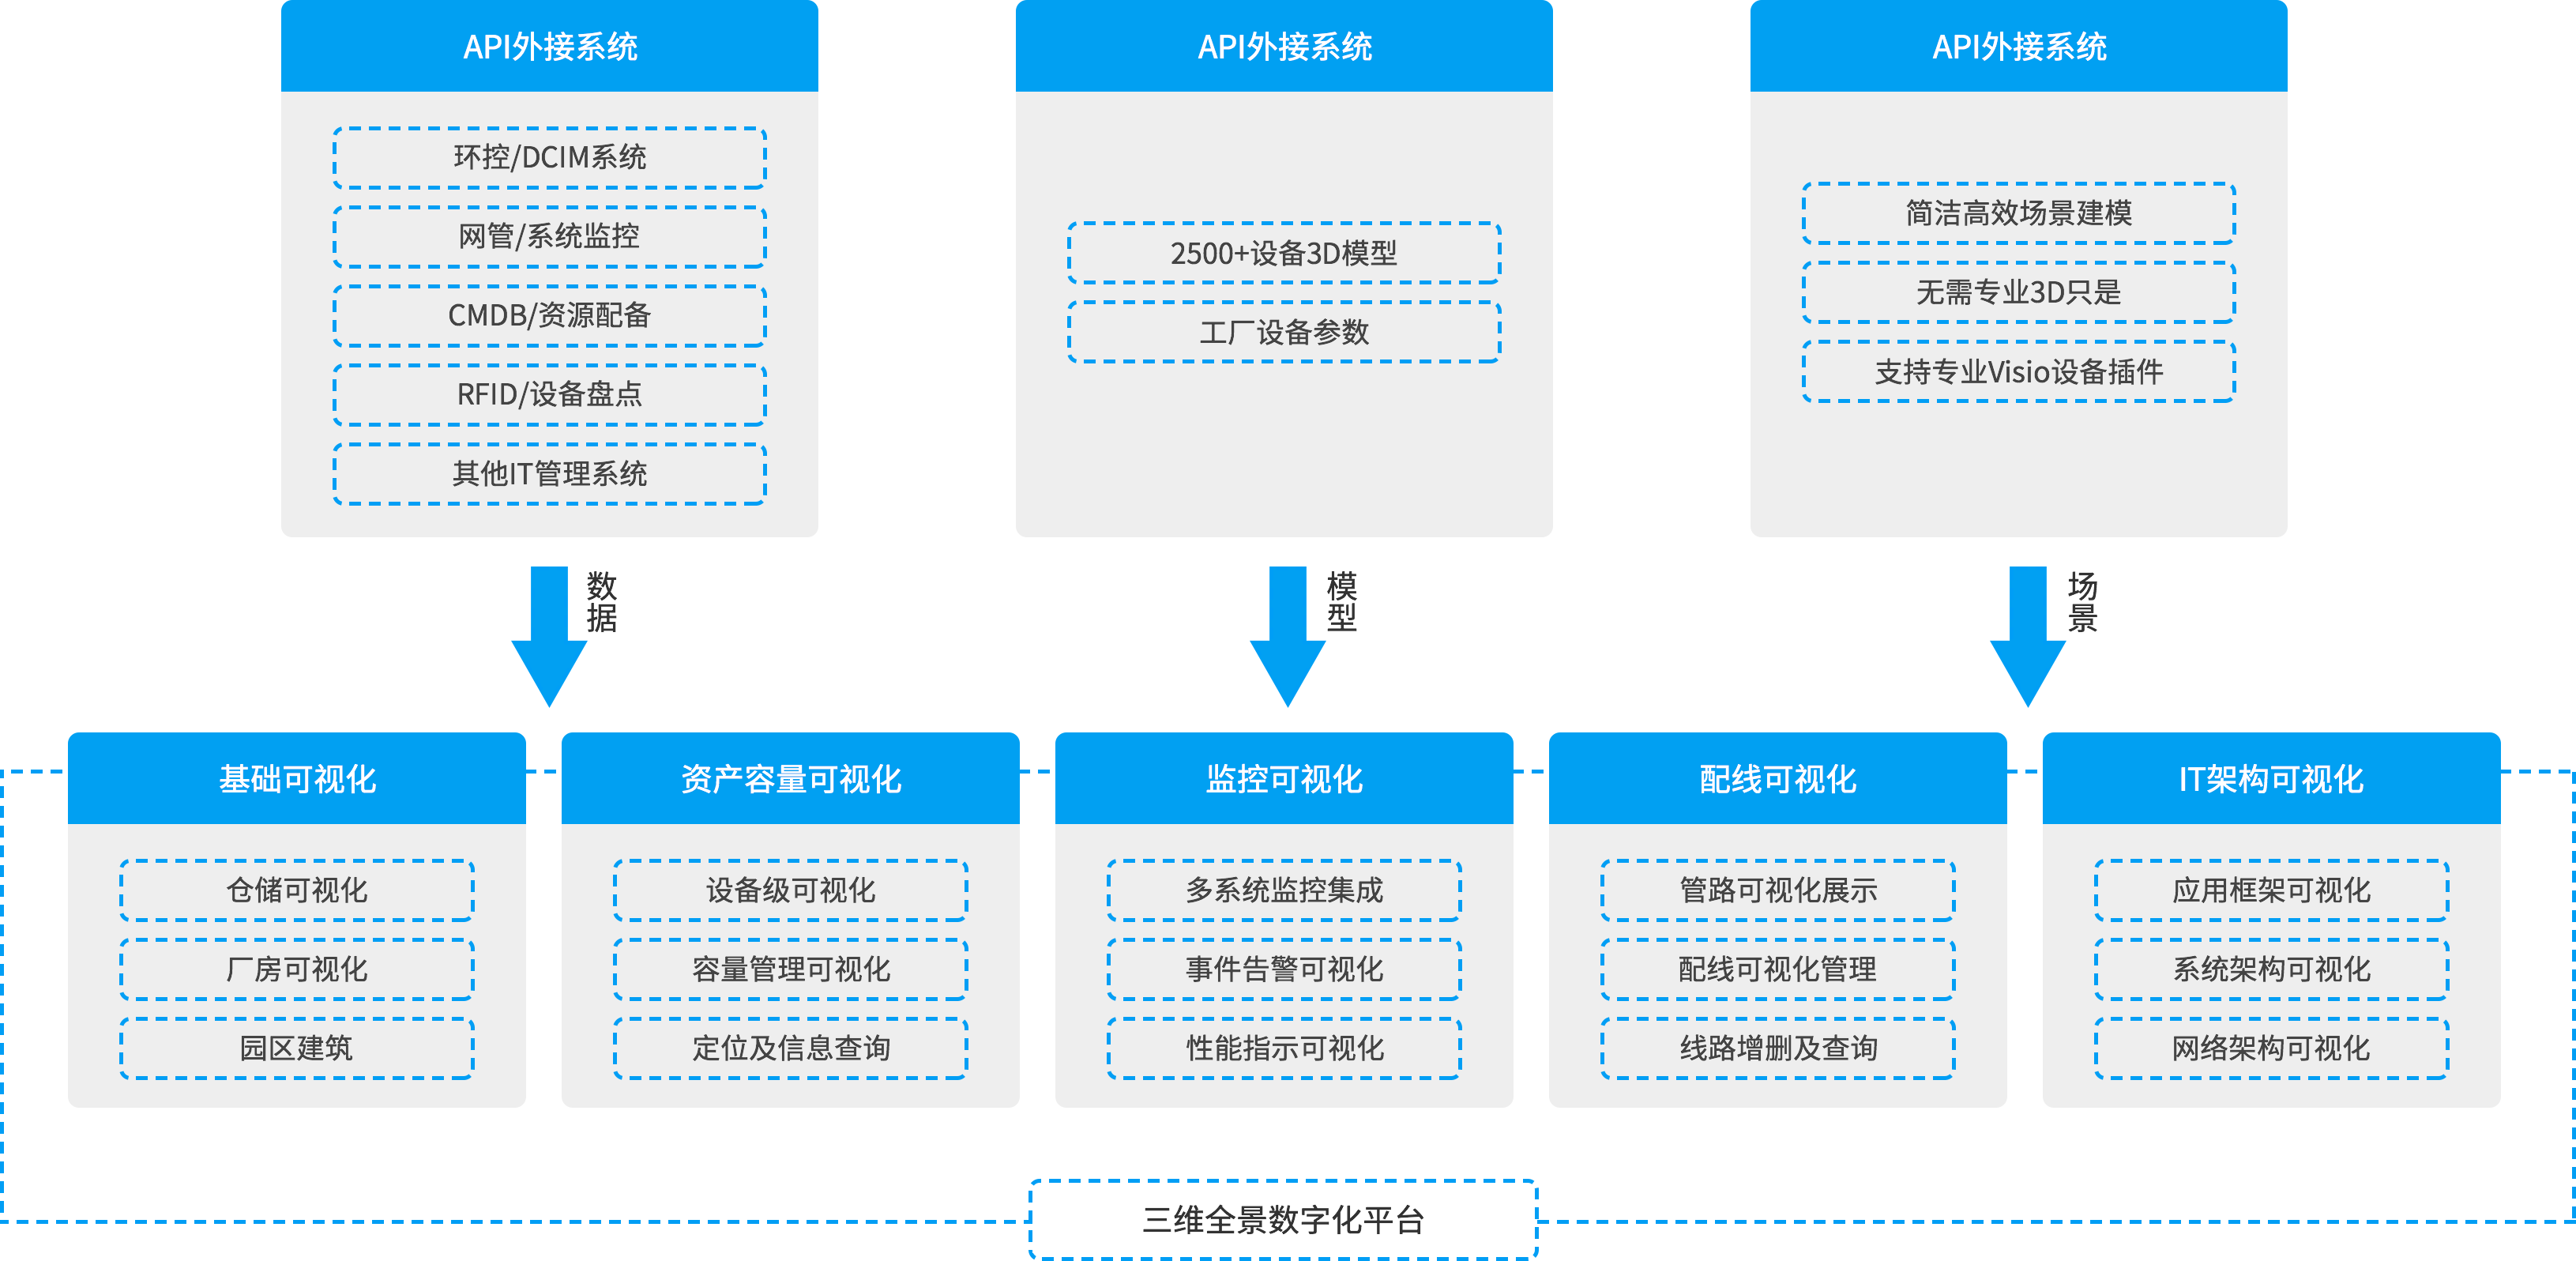 API外接系统
环控/DCIM系统
网管/系统监控
CMDB/资源配备
RFID/设备盘点
其他IT管理系统
API外接系统
2500+设备3D模型
工厂设备参数
API外接系统
简洁高效场景建模
无需专业3D只是
支持专业Visio设备插件
数据
模型
场景
基础可视化
仓储可视化
厂房可视化
园区建筑
资产容量可视化
设备级可视化
容量管理可视化
定位及信息查询
监控可视化
多系统监控集成
事件告警可视化
性能指示可视化
配线可视化
管路可视化展示
配线可视化管理
线路增删及查询
IT架构可视化
应用框架可视化
系统架构可视化
网络架构可视化
三维全景数字化平台